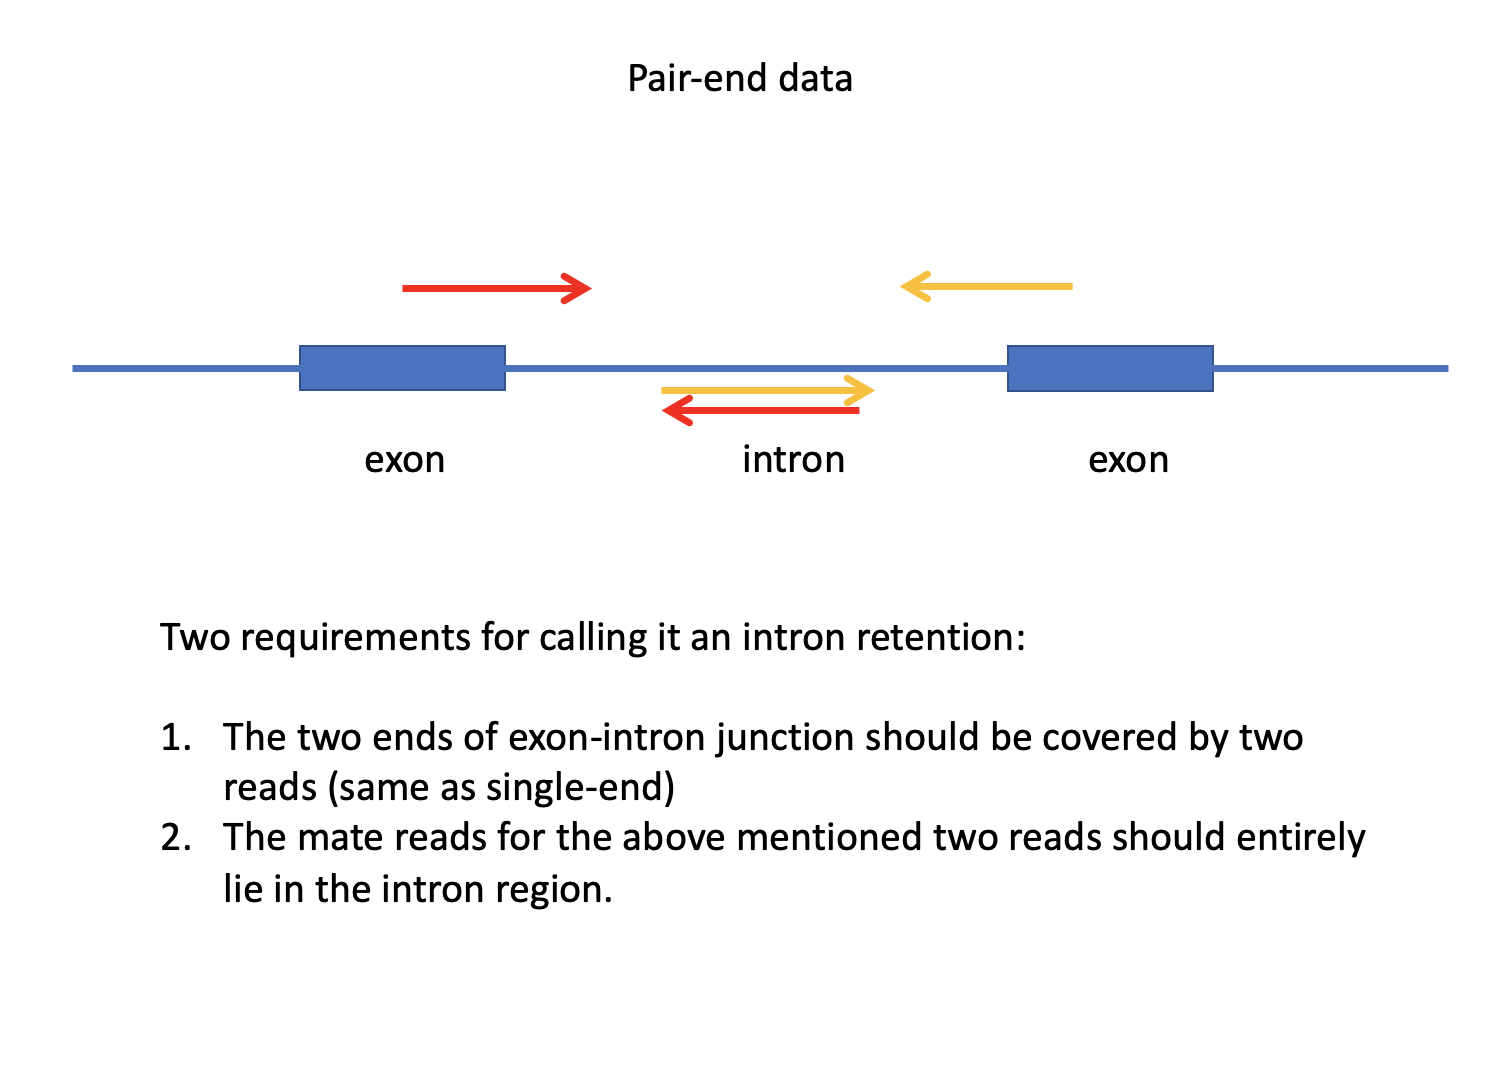 Pair-end data
exon
intron
exon
Two requirements for calling it an intron retention:
1. The two ends of exon-intron junction should be covered by two
reads (same as single-end)
2. The mate reads for the above mentioned two reads should entirely
lie in the intron region.